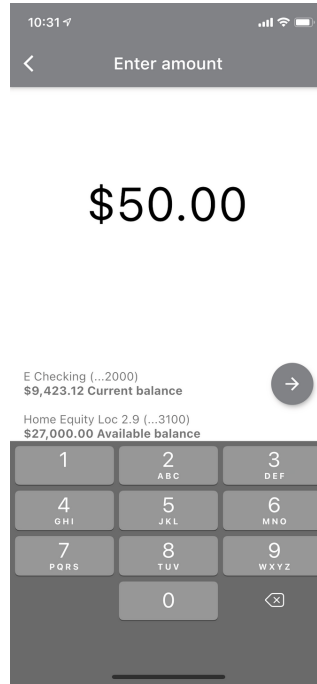 10:31
Enter amount
$50.00
E Checking (...2000)
$9,423.12 Current balance
Home Equity Loc 2.9 (...3100)
$27,000.00 Available balance
1
2
ABC
3
DEF
4
GHI
5
JKL
6
MNO
7
PQRS
8
TUV
9
WXYZ
0